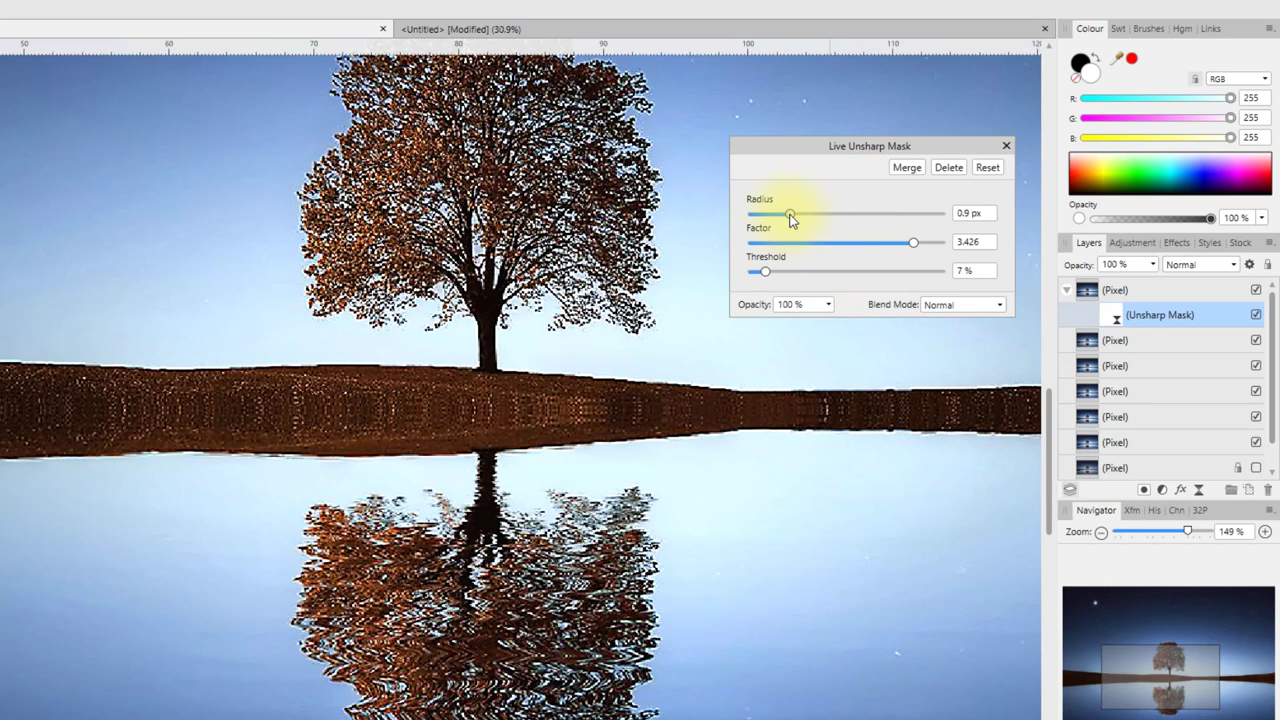 <Untitled> [Modified] (30.9%)
50 60 70 80 90 100 110 120
Live Unsharp Mask
Merge Delete Reset
Radius
0.9 px
Factor
3.426
Threshold
7 %
Opacity: 100 % Blend Mode: Normal
Colour Swt Brushes Hgm Links
RGB
R: 255
G: 255
B: 255
Opacity
100 %
Layers Adjustment Effects Styles Stock
Opacity: 100 % Normal
(Pixel)
(Unsharp Mask)
(Pixel)
(Pixel)
(Pixel)
(Pixel)
(Pixel)
(Pixel)
fx
Navigator Xfm His Chn 32P
Zoom: 149 %